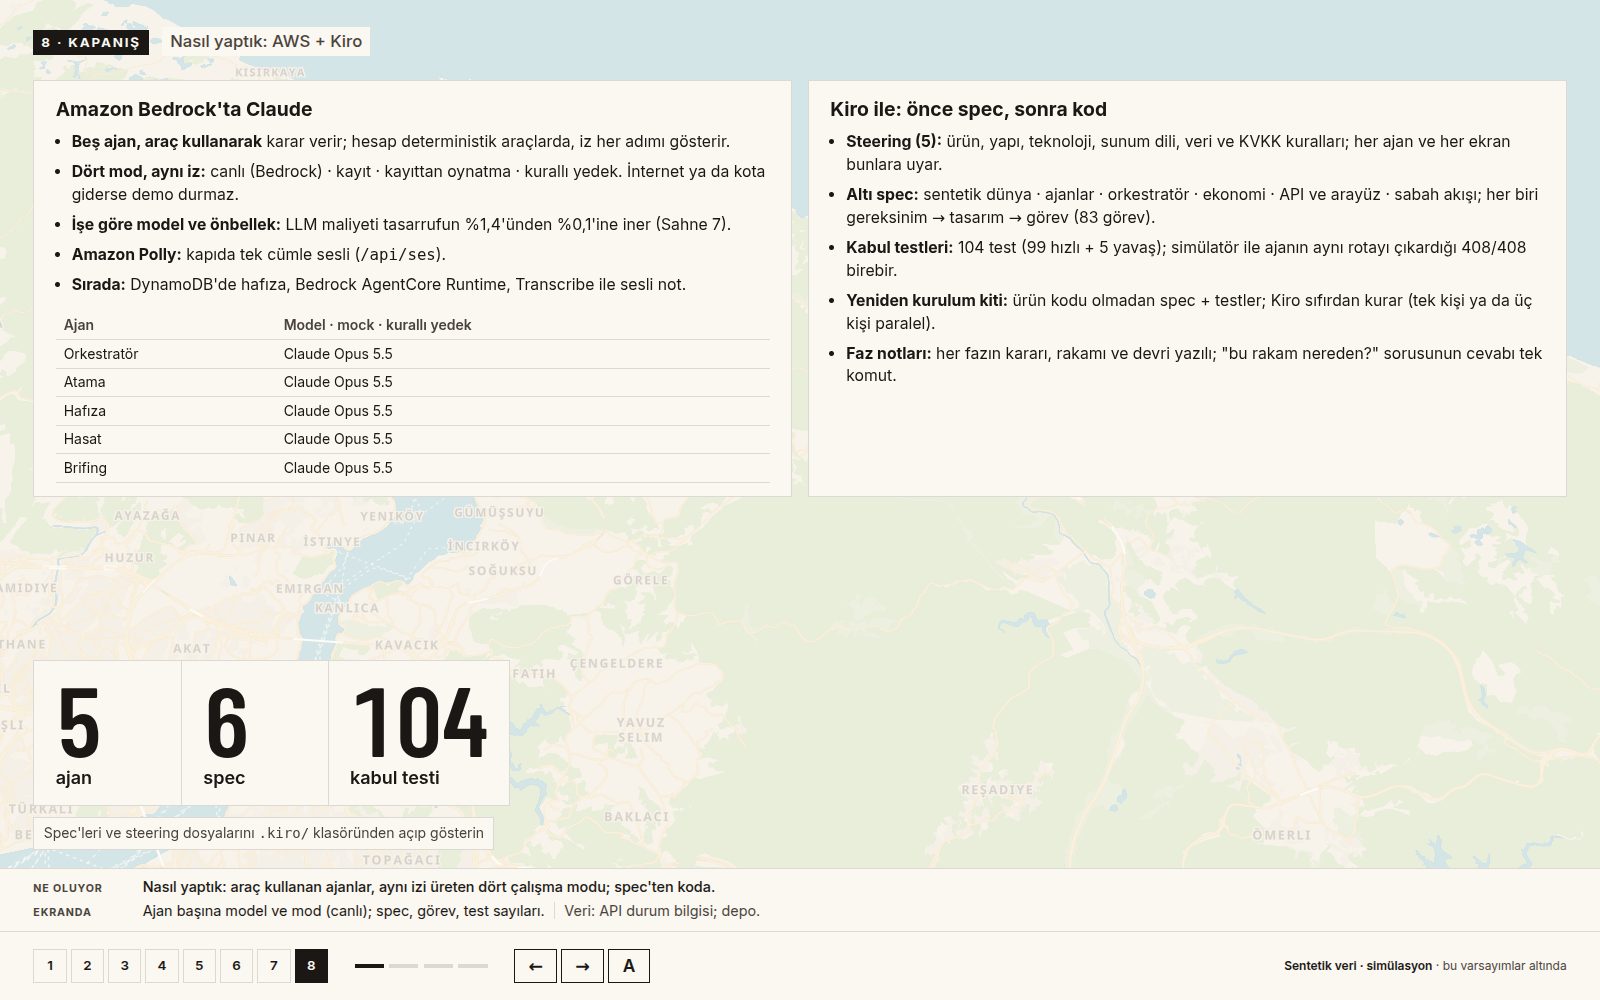 8 · KAPANIŞ
Nasıl yaptık: AWS + Kiro
KISIRKAYA
Amazon Bedrock'ta Claude
• Beş ajan, araç kullanarak karar verir; hesap deterministik araçlarda, iz her adımı gösterir.
• Dört mod, aynı iz: canlı (Bedrock) · kayıt · kayıttan oynatma · kurallı yedek. İnternet ya da kota
giderse demo durmaz.
• İşe göre model ve önbellek: LLM maliyeti tasarrufun %1,4'ünden %0,1'ine iner (Sahne 7).
• Amazon Polly: kapıda tek cümle sesli (/api/ses).
• Sırada: DynamoDB'de hafıza, Bedrock AgentCore Runtime, Transcribe ile sesli not.
Ajan Model · mock · kurallı yedek
Orkestratör Claude Opus 5.5
Atama Claude Opus 5.5
Hafıza Claude Opus 5.5
Hasat Claude Opus 5.5
Brifing Claude Opus 5.5
Kiro ile: önce spec, sonra kod
• Steering (5): ürün, yapı, teknoloji, sunum dili, veri ve KVKK kuralları; her ajan ve her ekran
bunlara uyar.
• Altı spec: sentetik dünya · ajanlar · orkestratör · ekonomi · API ve arayüz · sabah akışı; her biri
gereksinim → tasarım → görev (83 görev).
• Kabul testleri: 104 test (99 hızlı + 5 yavaş); simülatör ile ajanın aynı rotayı çıkardığı 408/408
birebir.
• Yeniden kurulum kiti: ürün kodu olmadan spec + testler; Kiro sıfırdan kurar (tek kişi ya da üç
kişi paralel).
• Faz notları: her fazın kararı, rakamı ve devri yazılı; "bu rakam nereden?" sorusunun cevabı tek
komut.
AYAZAĞA
YENİKÖY
GÜMÜŞSUYU
PINAR
İSTİNYE
İNCİRKÖY
HUZUR
SOĞUKSU
GÖRELE
AMIDIYE
EMIRGAN
KANLICA
THANE
AKAT
KAVACIK
ÇENGELDERE
FATIH
L
ŞLI
YAVUZ
SELIM
REŞADIYE
TÜRKALI
BAKLACI
BE
ÖMERLI
TOPAĞACI
5
ajan
6
spec
104
kabul testi
Spec'leri ve steering dosyalarını .kiro/ klasöründen açıp gösterin
NE OLUYOR Nasıl yaptık: araç kullanan ajanlar, aynı izi üreten dört çalışma modu; spec'ten koda.
EKRANDA Ajan başına model ve mod (canlı); spec, görev, test sayıları. Veri: API durum bilgisi; depo.
1 2 3 4 5 6 7 8 ← → A
Sentetik veri · simülasyon · bu varsayımlar altında